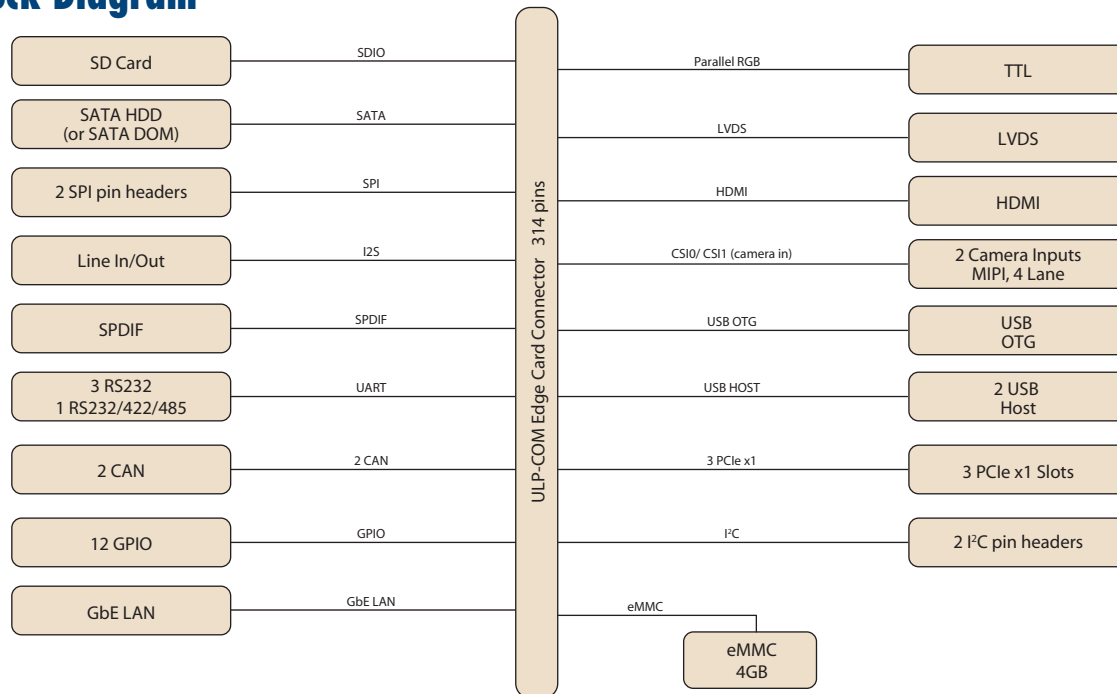 Diagram
SD Card
SDIO
SATA HDD
(or SATA DOM)
SATA
2 SPI pin headers
SPI
Line In/Out
I2S
SPDIF
SPDIF
3 RS232
1 RS232/422/485
UART
2 CAN
2 CAN
12 GPIO
GPIO
GbE LAN
GbE LAN
ULP-COM Edge Card Connector 314 pins
Parallel RGB
TTL
LVDS
LVDS
HDMI
HDMI
CSI0/ CSI1 (camera in)
2 Camera Inputs
MIPI, 4 Lane
USB OTG
USB
OTG
USB HOST
2 USB
Host
3 PCIe x1
3 PCIe x1 Slots
I²C
2 I²C pin headers
eMMC
eMMC
4GB